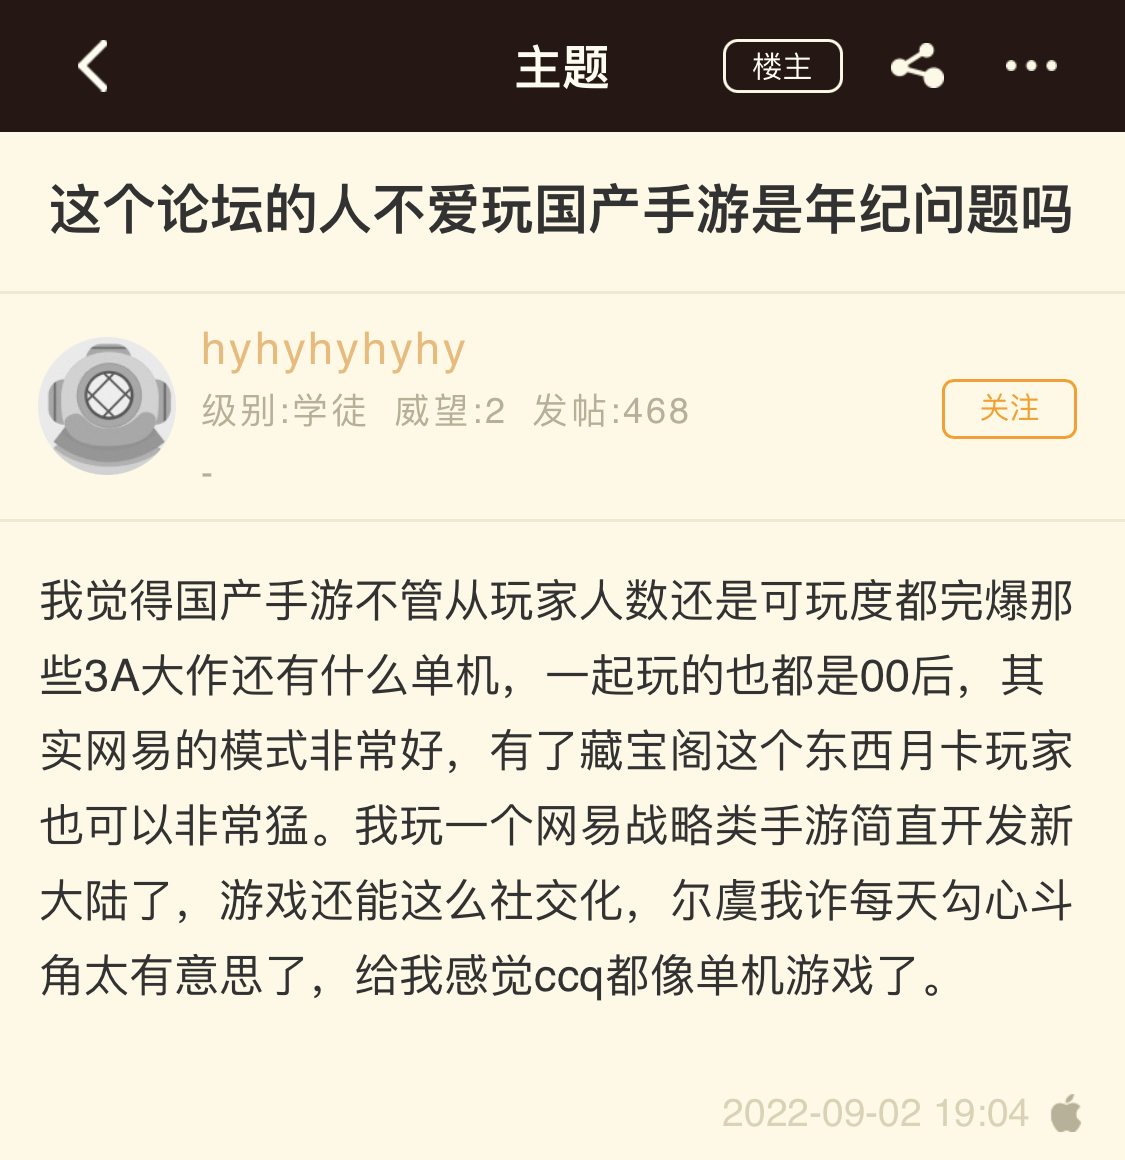 主题
楼主
这个论坛的人不爱玩国产手游是年纪问题吗
hyhyhyhyhy
级别:学徒 威望:2 发帖:468
关注
-
我觉得国产手游不管从玩家人数还是可玩度都完爆那
些3A大作还有什么单机，一起玩的也都是00后，其
实网易的模式非常好，有了藏宝阁这个东西月卡玩家
也可以非常猛。我玩一个网易战略类手游简直开发新
大陆了，游戏还能这么社交化，尔虞我诈每天勾心斗
角太有意思了，给我感觉ccq都像单机游戏了。
2022-09-02 19:04